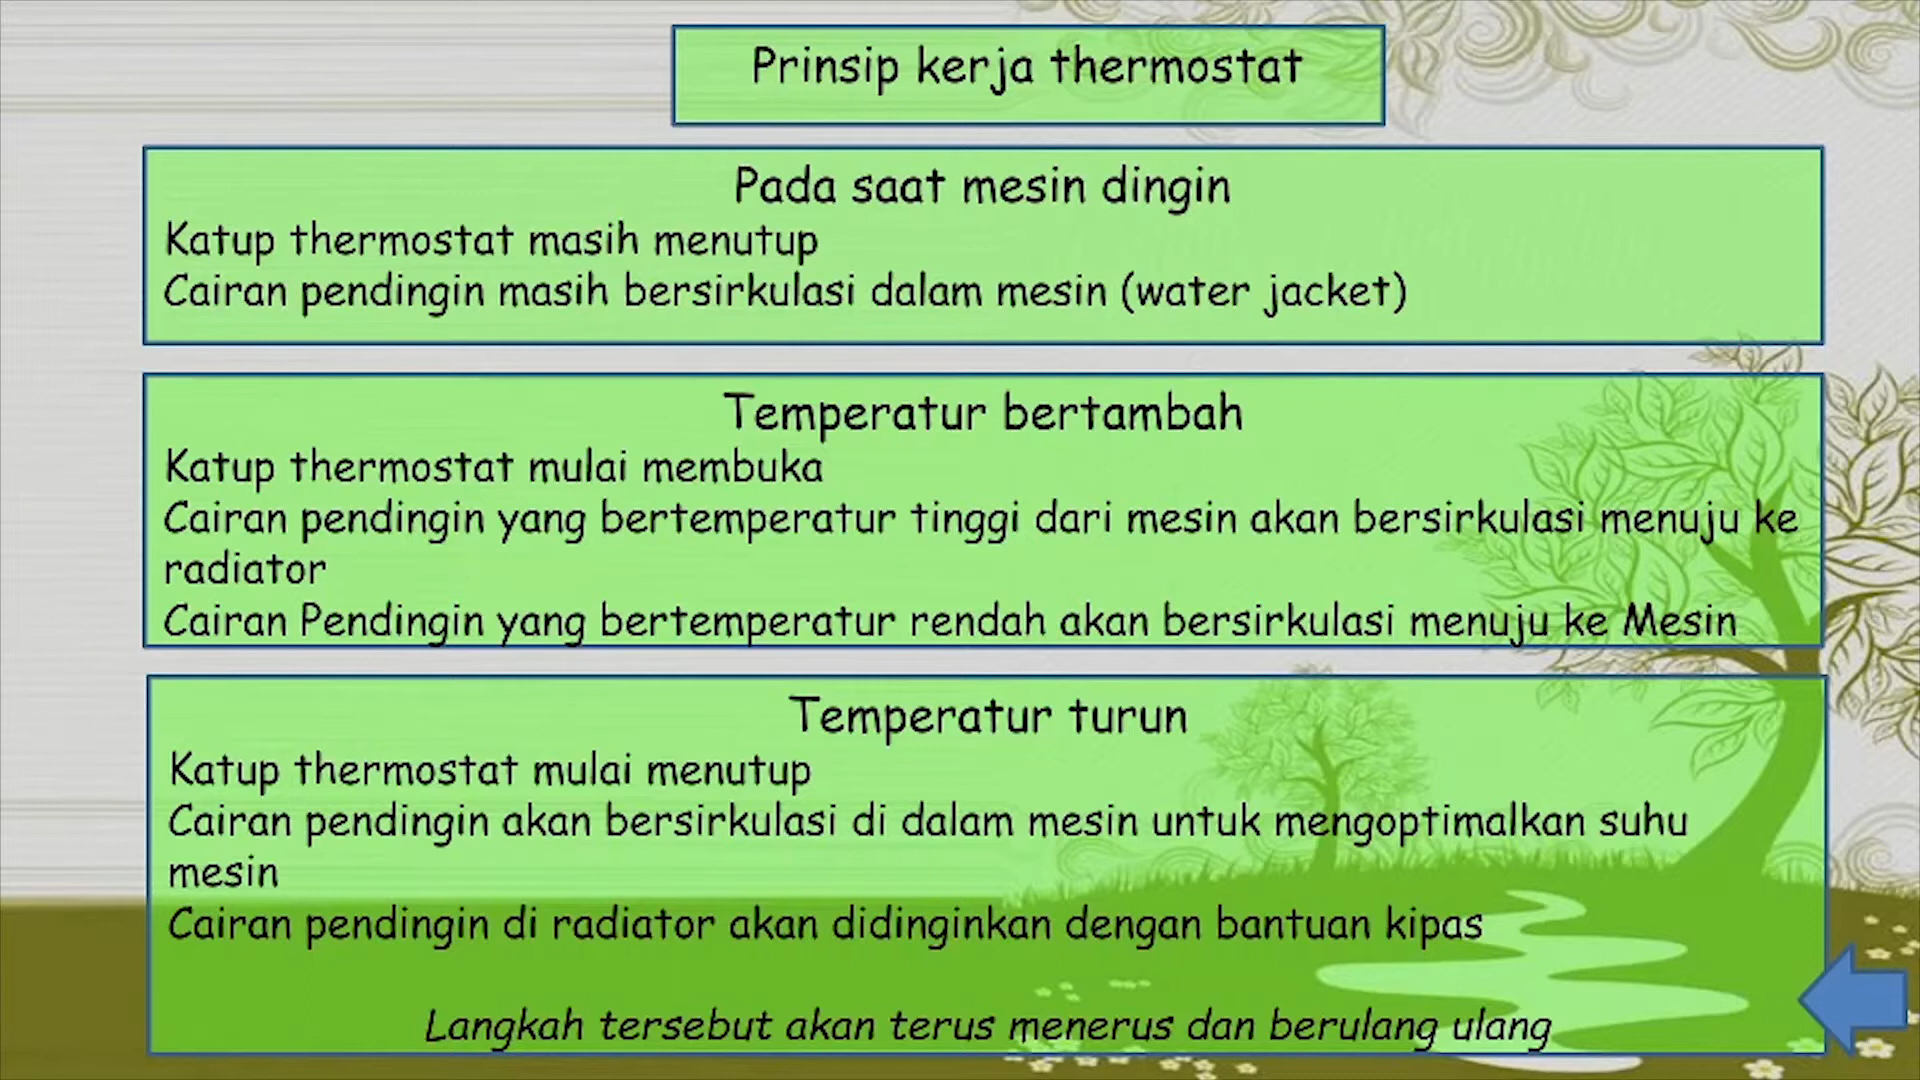 Prinsip kerja thermostat
Pada saat mesin dingin
Katup thermostat masih menutup
Cairan pendingin masih bersirkulasi dalam mesin (water jacket)
Temperatur bertambah
Katup thermostat mulai membuka
Cairan pendingin yang bertemperatur tinggi dari mesin akan bersirkulasi menuju ke
radiator
Cairan Pendingin yang bertemperatur rendah akan bersirkulasi menuju ke Mesin
Temperatur turun
Katup thermostat mulai menutup
Cairan pendingin akan bersirkulasi di dalam mesin untuk mengoptimalkan suhu
mesin
Cairan pendingin di radiator akan didinginkan dengan bantuan kipas
Langkah tersebut akan terus menerus dan berulang ulang